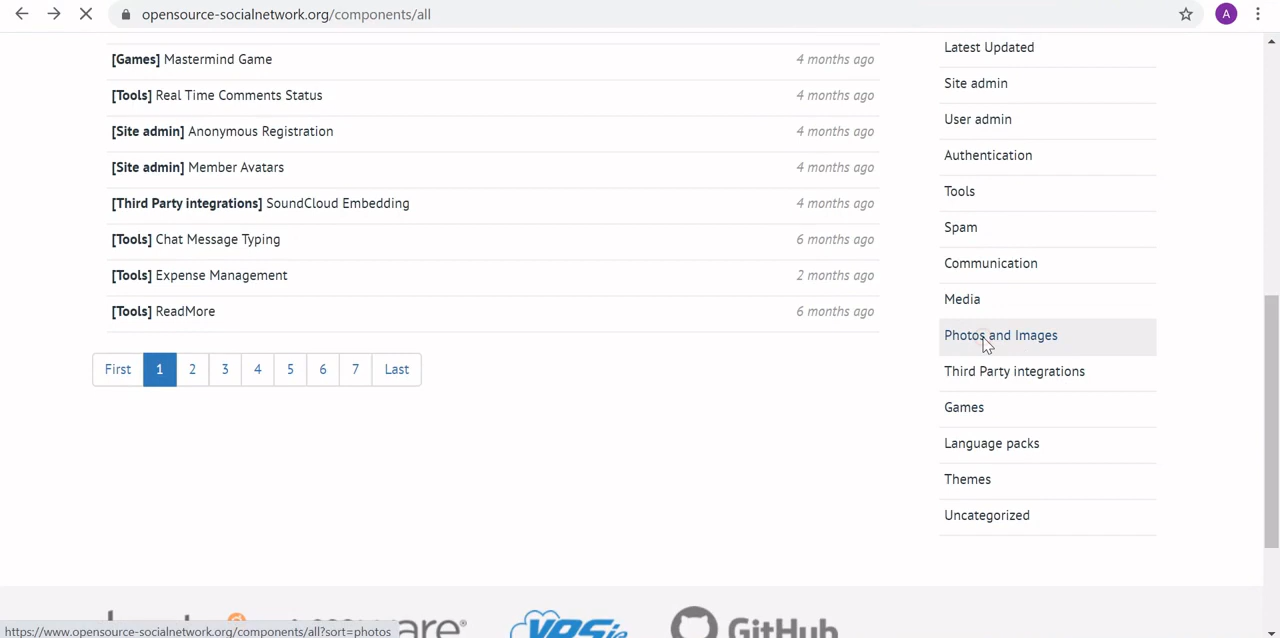 opensource-socialnetwork.org/components/all
A
[Games] Mastermind Game 4 months ago
[Tools] Real Time Comments Status 4 months ago
[Site admin] Anonymous Registration 4 months ago
[Site admin] Member Avatars 4 months ago
[Third Party integrations] SoundCloud Embedding 4 months ago
[Tools] Chat Message Typing 6 months ago
[Tools] Expense Management 2 months ago
[Tools] ReadMore 6 months ago
First 1 2 3 4 5 6 7 Last
Latest Updated
Site admin
User admin
Authentication
Tools
Spam
Communication
Media
Photos and Images
Third Party integrations
Games
Language packs
Themes
Uncategorized
GitHub
https://www.opensource-socialnetwork.org/components/all?sort=photos